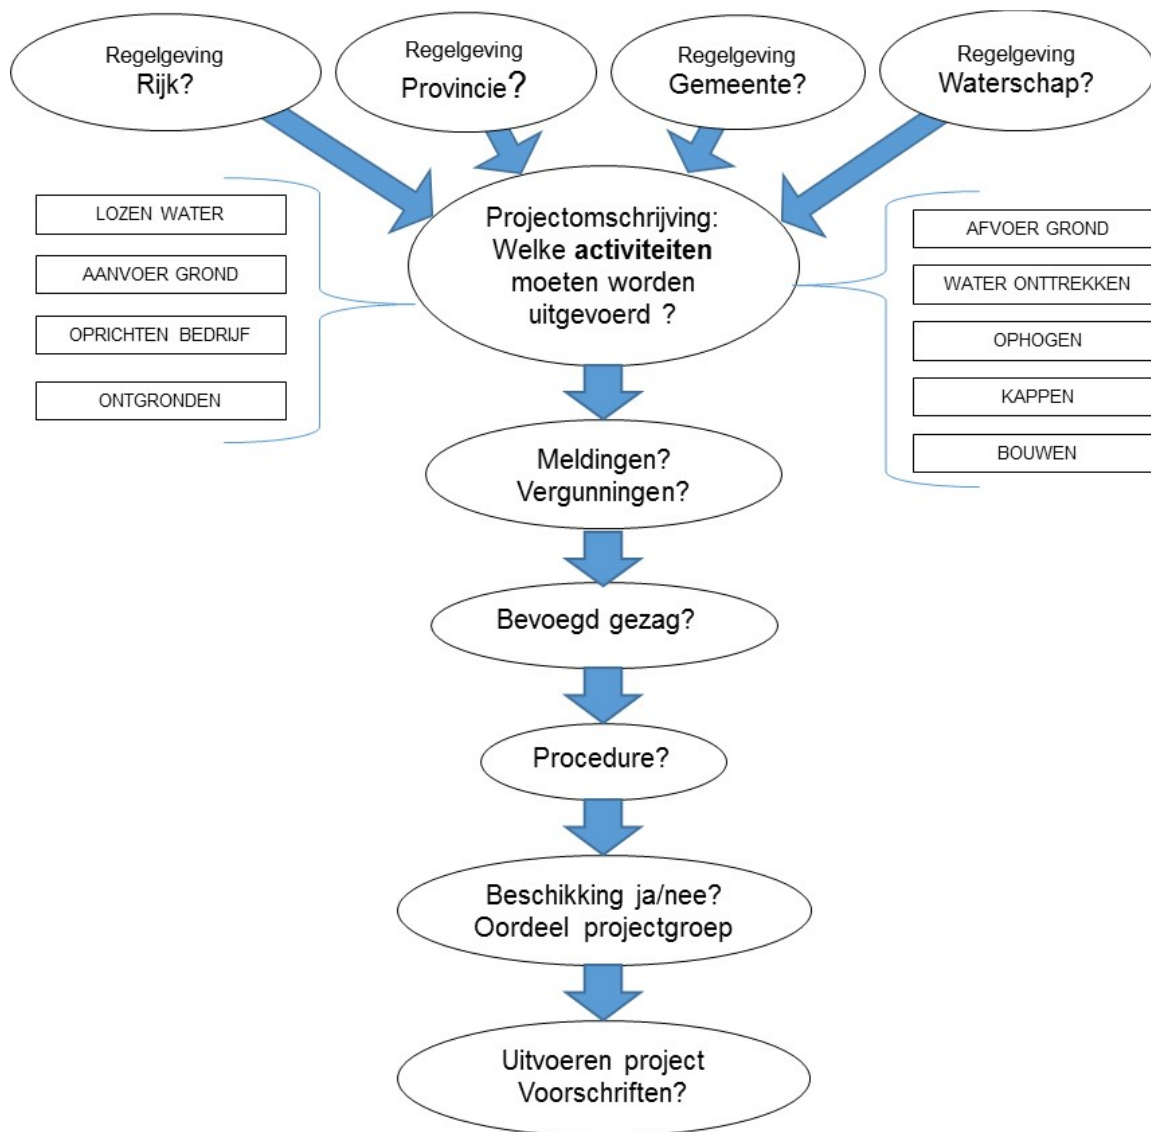 Regelgeving
Rijk?
Regelgeving
Provincie?
Regelgeving
Gemeente?
Regelgeving
Waterschap?
LOZEN WATER
AANVOER GROND
OPRICHTEN BEDRIJF
ONTGRONDEN
Projectomschrijving:
Welke activiteiten
moeten worden
uitgevoerd ?
AFVOER GROND
WATER ONTTREKKEN
OPHOGEN
KAPPEN
BOUWEN
Meldingen?
Vergunningen?
Bevoegd gezag?
Procedure?
Beschikking ja/nee?
Oordeel projectgroep
Uitvoeren project
Voorschriften?